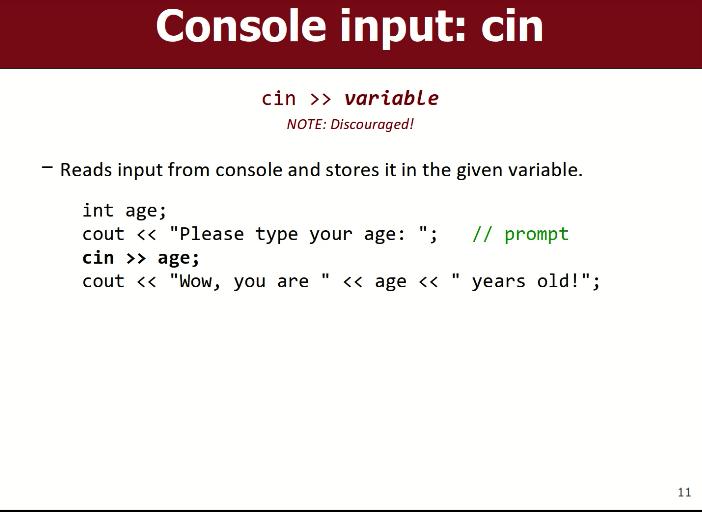 Console input: cin
cin >> variable
NOTE: Discouraged!
– Reads input from console and stores it in the given variable.
int age;
cout << "Please type your age: ";   // prompt
cin >> age;
cout << "Wow, you are " << age << " years old!";
11